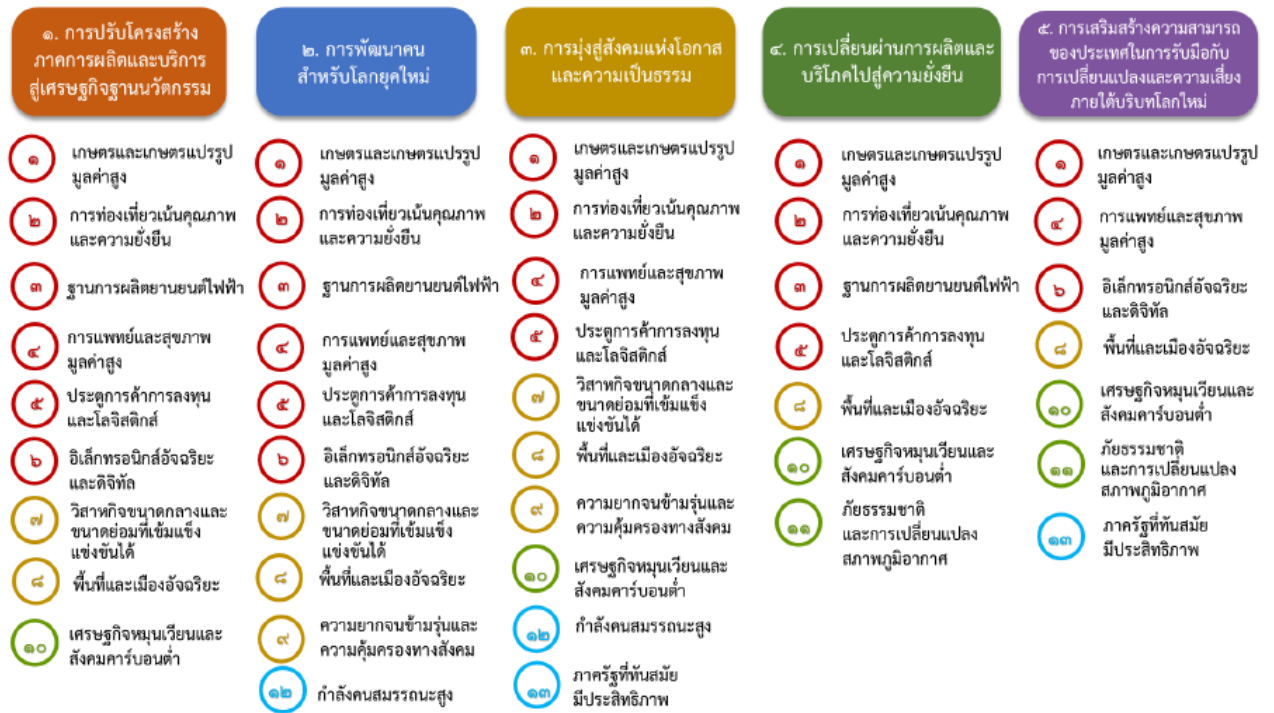 ๑. การปรับโครงสร้าง
ภาคการผลิตและบริการ
สู่เศรษฐกิจฐานนวัตกรรม
๑
เกษตรและเกษตรแปรรูป
มูลค่าสูง
๒
การท่องเที่ยวเน้นคุณภาพ
และความยั่งยืน
๓
ฐานการผลิตยานยนต์ไฟฟ้า
๔
การแพทย์และสุขภาพ
มูลค่าสูง
๕
ประตูการค้าการลงทุน
และโลจิสติกส์
๖
อิเล็กทรอนิกส์อัจฉริยะ
และดิจิทัล
๗
วิสาหกิจขนาดกลางและ
ขนาดย่อมที่เข้มแข็ง
แข่งขันได้
๘
พื้นที่และเมืองอัจฉริยะ
๑๐
เศรษฐกิจหมุนเวียนและ
สังคมคาร์บอนต่ำ
๒. การพัฒนาคน
สำหรับโลกยุคใหม่
๑
เกษตรและเกษตรแปรรูป
มูลค่าสูง
๒
การท่องเที่ยวเน้นคุณภาพ
และความยั่งยืน
๓
ฐานการผลิตยานยนต์ไฟฟ้า
๔
การแพทย์และสุขภาพ
มูลค่าสูง
๕
ประตูการค้าการลงทุน
และโลจิสติกส์
๖
อิเล็กทรอนิกส์อัจฉริยะ
และดิจิทัล
๗
วิสาหกิจขนาดกลางและ
ขนาดย่อมที่เข้มแข็ง
แข่งขันได้
๘
พื้นที่และเมืองอัจฉริยะ
๙
ความยากจนข้ามรุ่นและ
ความคุ้มครองทางสังคม
๑๒
กำลังคนสมรรถนะสูง
๓. การมุ่งสู่สังคมแห่งโอกาส
และความเป็นธรรม
๑
เกษตรและเกษตรแปรรูป
มูลค่าสูง
๒
การท่องเที่ยวเน้นคุณภาพ
และความยั่งยืน
๔
การแพทย์และสุขภาพ
มูลค่าสูง
๕
ประตูการค้าการลงทุน
และโลจิสติกส์
๗
วิสาหกิจขนาดกลางและ
ขนาดย่อมที่เข้มแข็ง
แข่งขันได้
๘
พื้นที่และเมืองอัจฉริยะ
๙
ความยากจนข้ามรุ่นและ
ความคุ้มครองทางสังคม
๑๐
เศรษฐกิจหมุนเวียนและ
สังคมคาร์บอนต่ำ
๑๒
กำลังคนสมรรถนะสูง
๑๓
ภาครัฐที่ทันสมัย
มีประสิทธิภาพ
๔. การเปลี่ยนผ่านการผลิตและ
บริโภคไปสู่ความยั่งยืน
๑
เกษตรและเกษตรแปรรูป
มูลค่าสูง
๒
การท่องเที่ยวเน้นคุณภาพ
และความยั่งยืน
๓
ฐานการผลิตยานยนต์ไฟฟ้า
๕
ประตูการค้าการลงทุน
และโลจิสติกส์
๘
พื้นที่และเมืองอัจฉริยะ
๑๐
เศรษฐกิจหมุนเวียนและ
สังคมคาร์บอนต่ำ
๑๑
ภัยธรรมชาติ
และการเปลี่ยนแปลง
สภาพภูมิอากาศ
๕. การเสริมสร้างความสามารถ
ของประเทศในการรับมือกับ
การเปลี่ยนแปลงและความเสี่ยง
ภายใต้บริบทโลกใหม่
๑
เกษตรและเกษตรแปรรูป
มูลค่าสูง
๔
การแพทย์และสุขภาพ
มูลค่าสูง
๖
อิเล็กทรอนิกส์อัจฉริยะ
และดิจิทัล
๘
พื้นที่และเมืองอัจฉริยะ
๑๐
เศรษฐกิจหมุนเวียนและ
สังคมคาร์บอนต่ำ
๑๑
ภัยธรรมชาติ
และการเปลี่ยนแปลง
สภาพภูมิอากาศ
๑๓
ภาครัฐที่ทันสมัย
มีประสิทธิภาพ